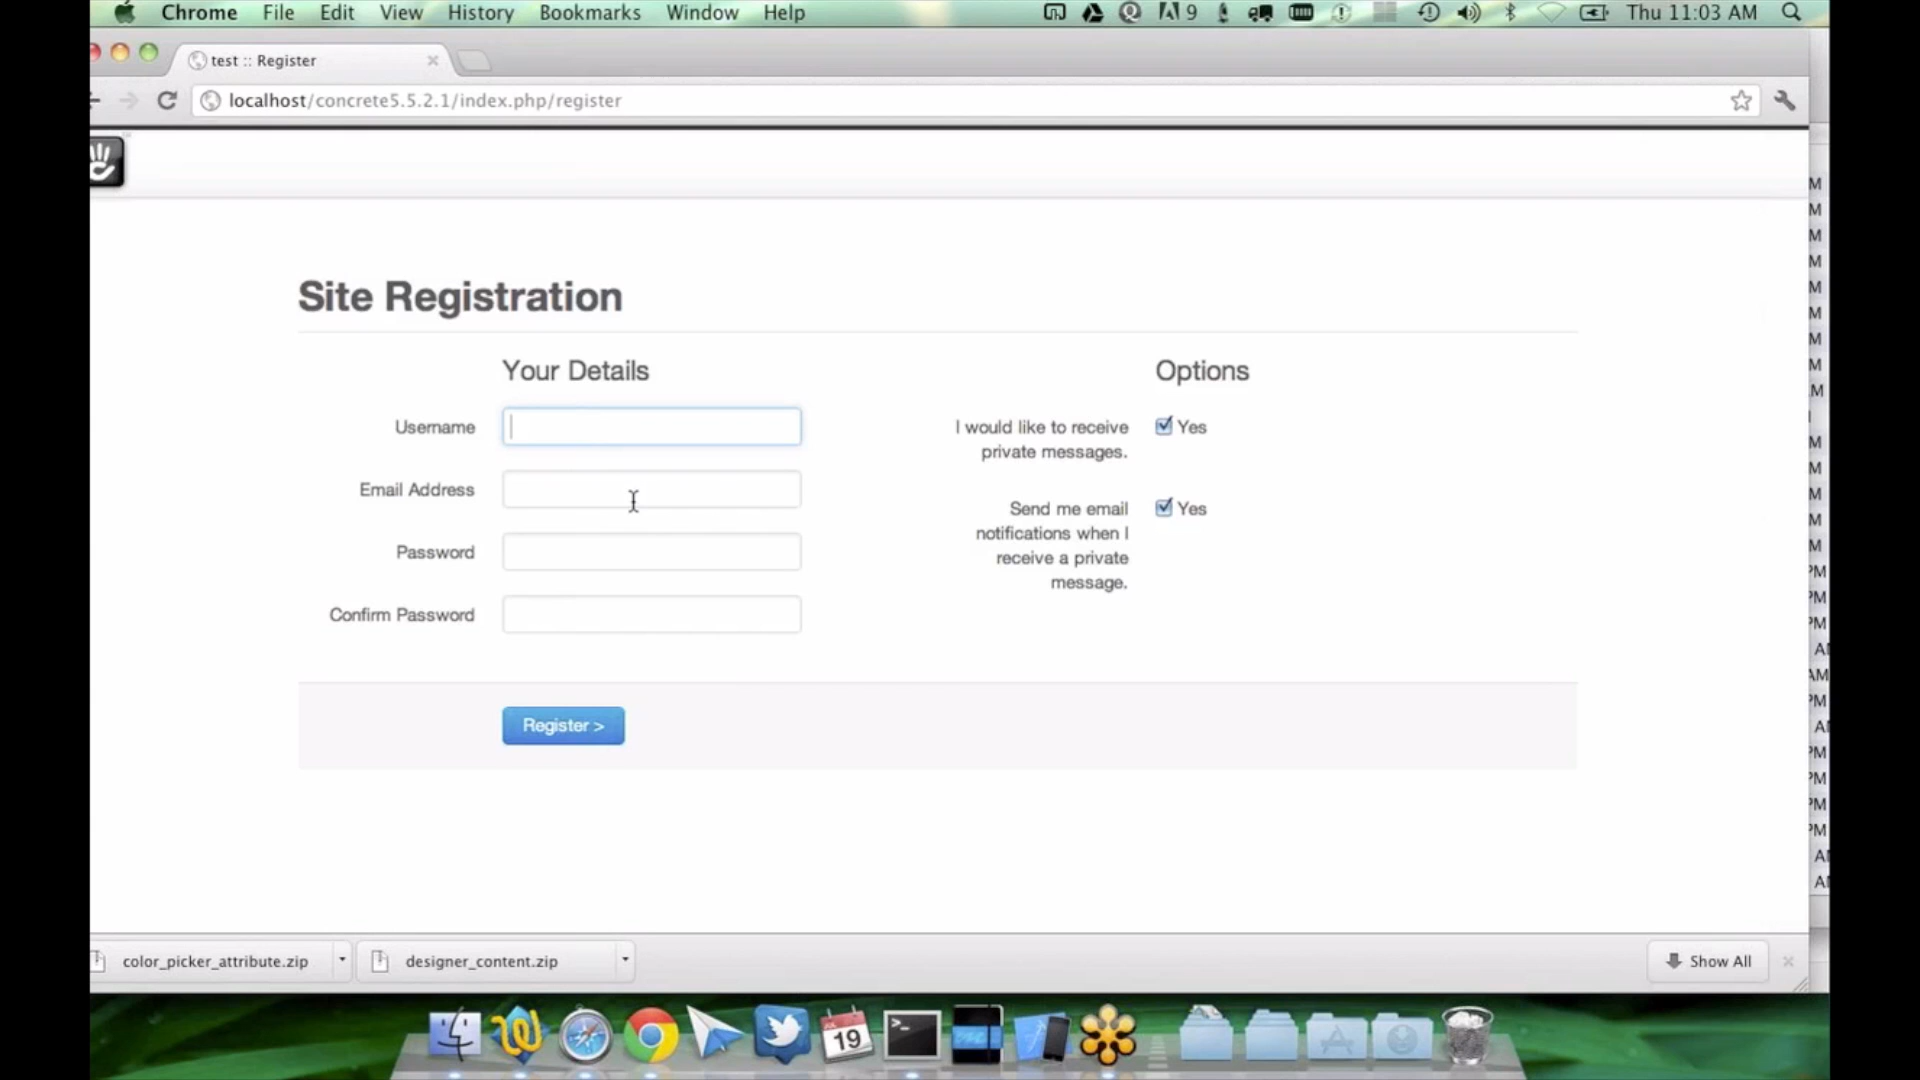 Chrome File Edit View History Bookmarks Window Help 9 Thu 11:03 AM
test :: Register
localhost/concrete5.5.2.1/index.php/register
Site Registration
Your Details
Options
Username
I would like to receive
private messages.
Yes
Email Address
Send me email
notifications when I
receive a private
message.
Yes
Password
Confirm Password
Register >
color_picker_attribute.zip
designer_content.zip
Show All
19